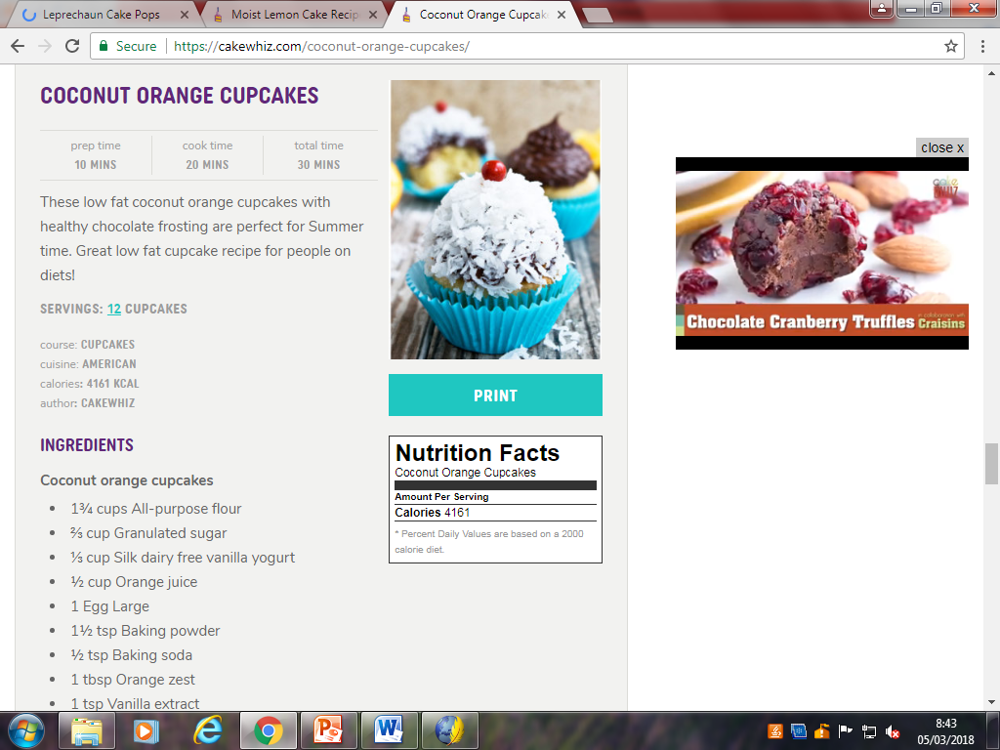 Leprechaun Cake Pops
Moist Lemon Cake Recip
Coconut Orange Cupcak
Secure
https://cakewhiz.com/coconut-orange-cupcakes/
COCONUT ORANGE CUPCAKES
prep time
10 MINS
cook time
20 MINS
total time
30 MINS
These low fat coconut orange cupcakes with
healthy chocolate frosting are perfect for Summer
time. Great low fat cupcake recipe for people on
diets!
SERVINGS: 12 CUPCAKES
course: CUPCAKES
cuisine: AMERICAN
calories: 4161 KCAL
author: CAKEWHIZ
INGREDIENTS
Coconut orange cupcakes
• 1¾ cups All-purpose flour
• ⅔ cup Granulated sugar
• ⅓ cup Silk dairy free vanilla yogurt
• ½ cup Orange juice
• 1 Egg Large
• 1½ tsp Baking powder
• ½ tsp Baking soda
• 1 tbsp Orange zest
• 1 tsp Vanilla extract
PRINT
Nutrition Facts
Coconut Orange Cupcakes
Amount Per Serving
Calories 4161
* Percent Daily Values are based on a 2000
calorie diet.
close x
cake
WHIZ
Chocolate Cranberry Truffles
in collaboration with
Craisins
8:43
05/03/2018